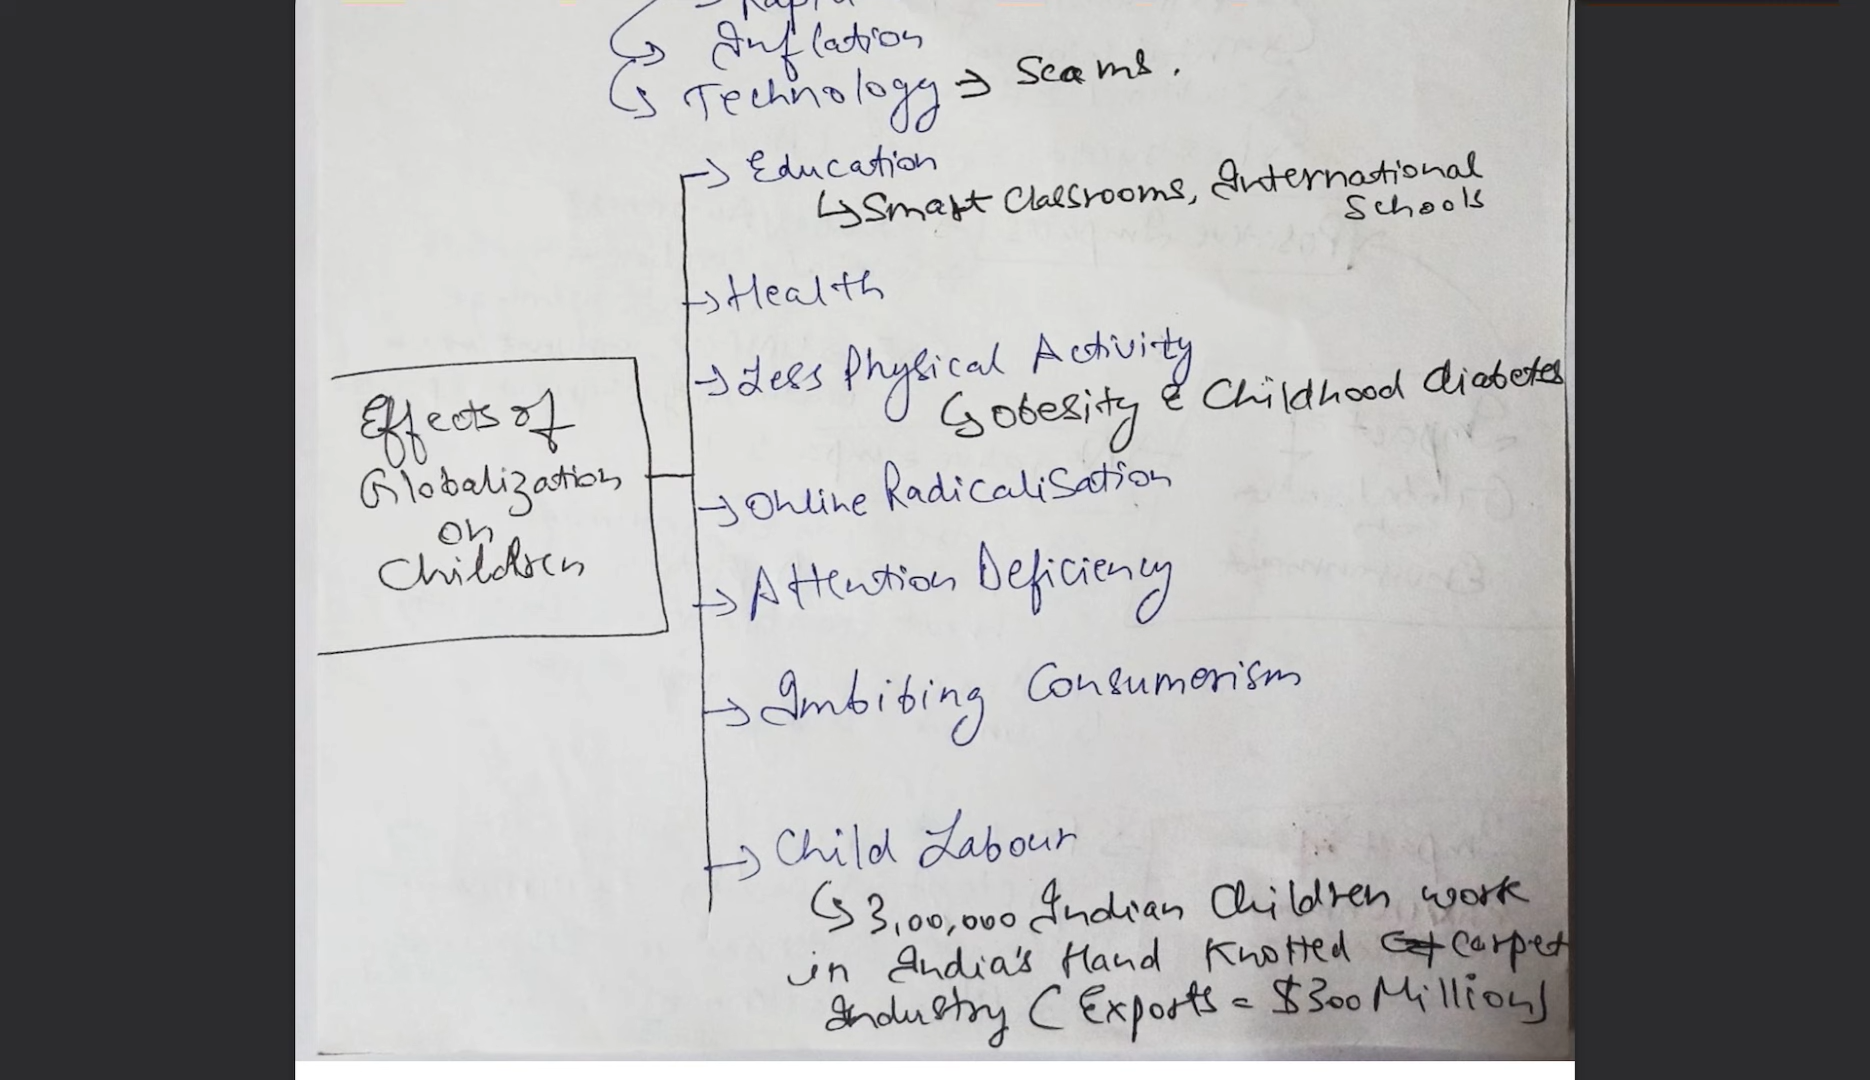 Rapid
Inflation
Technology → Scams.
→ Education
↳ Smart Classrooms, International
Schools
→ Health
→ Less Physical Activity
↳ obesity & Childhood diabetes
→ Online Radicalisation
→ Attention Deficiency
→ Imbibing Consumerism
→ Child Labour
↳ 3,00,000 Indian Children work
in India's Hand Knotted Carpet
Industry (Exports = $300 Million)
Effects of
Globalization
on
Children